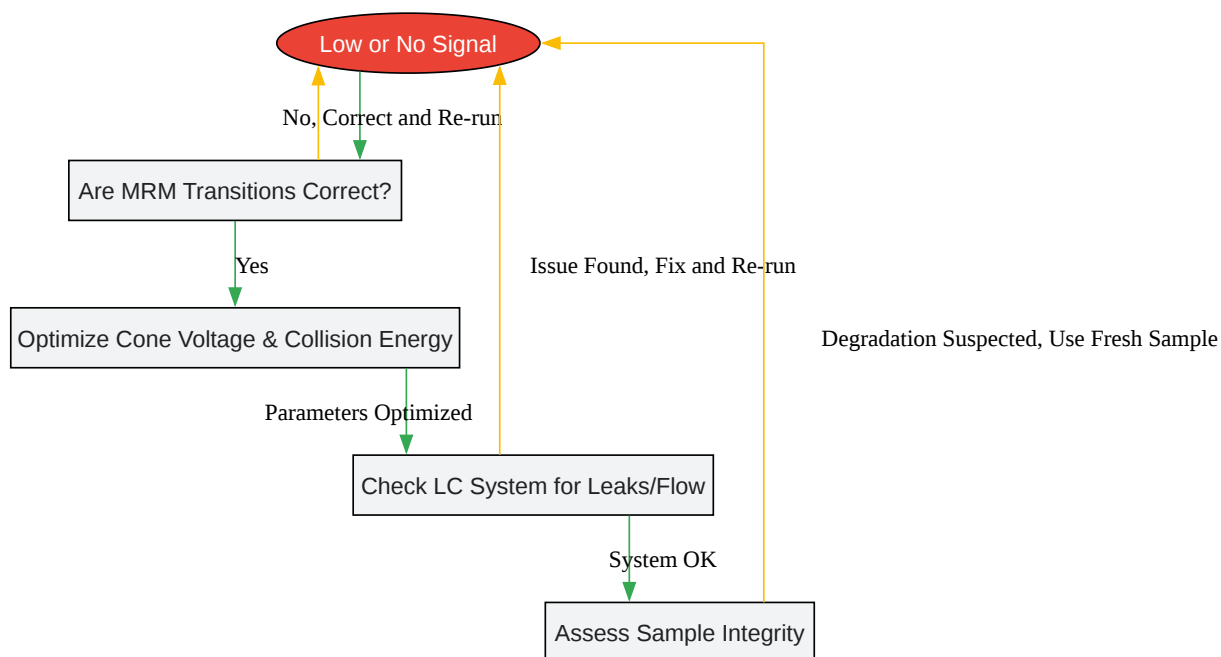 Low or No Signal
No, Correct and Re-run
Are MRM Transitions Correct?
Yes
Issue Found, Fix and Re-run
Optimize Cone Voltage & Collision Energy
Degradation Suspected, Use Fresh Sample
Parameters Optimized
Check LC System for Leaks/Flow
System OK
Assess Sample Integrity